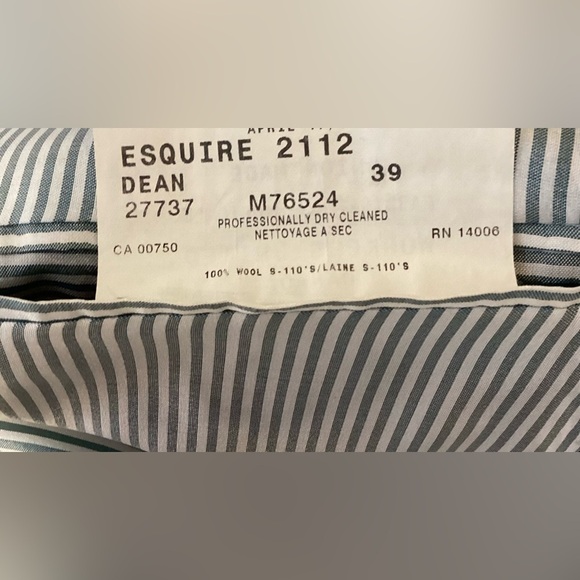 ESQUIRE 2112
DEAN 39
27737 M76524
PROFESSIONALLY DRY CLEANED
NETTOYAGE A SEC
CA 00750 RN 14006
100% WOOL S-110'S/LAINE S-110'S